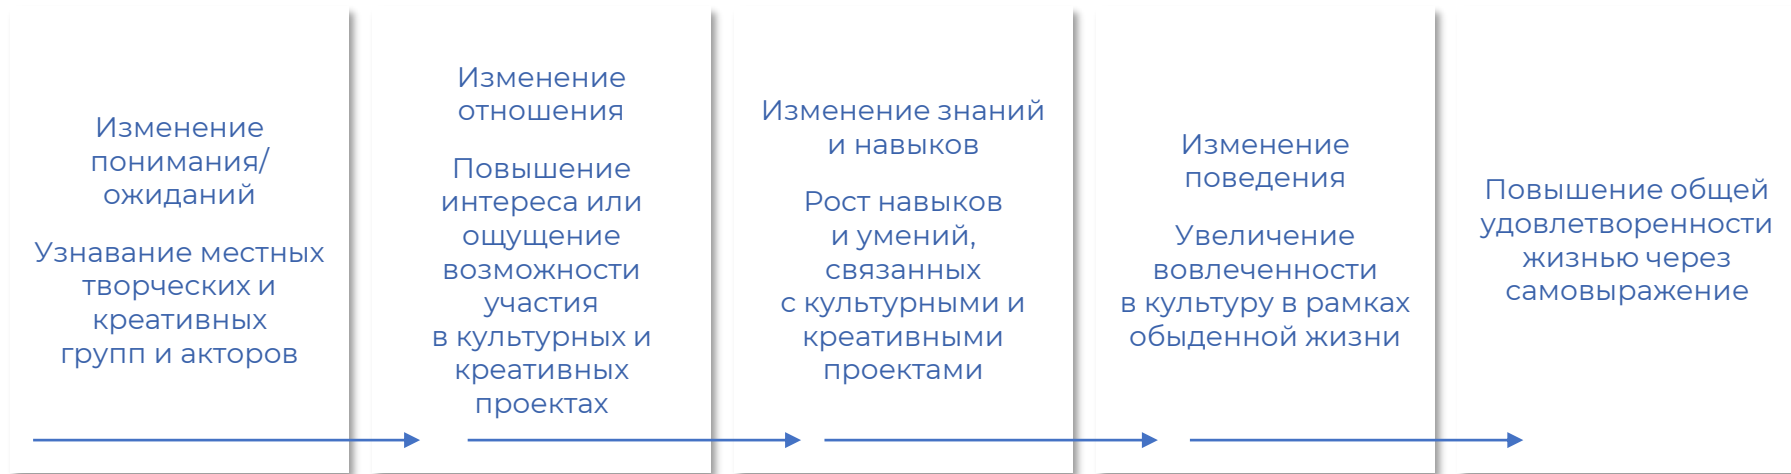 Изменение
понимания/
ожиданий
Узнавание местных
творческих и
креативных
групп и акторов
Изменение
отношения
Повышение
интереса или
ощущение
возможности
участия
в культурных и
креативных
проектах
Изменение знаний
и навыков
Рост навыков
и умений,
связанных
с культурными и
креативными
проектами
Изменение
поведения
Увеличение
вовлеченности
в культуру в рамках
обыденной жизни
Повышение общей
удовлетворенности
жизнью через
самовыражение